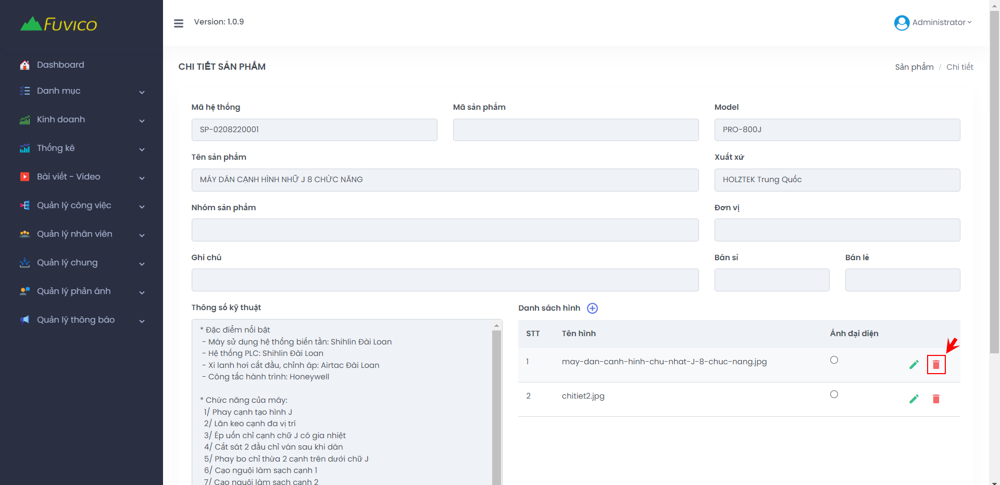 FUVICO
Version: 1.0.9
Administrator
Dashboard
Danh mục
Kinh doanh
Thống kê
Bài viết - Video
Quản lý công việc
Quản lý nhân viên
Quản lý chung
Quản lý phản ánh
Quản lý thông báo
CHI TIẾT SẢN PHẨM
Sản phẩm / Chi tiết
Mã hệ thống
SP-0208220001
Mã sản phẩm
Model
PRO-800J
Tên sản phẩm
MÁY DÁN CẠNH HÌNH NHỮ J 8 CHỨC NĂNG
Xuất xứ
HOLZTEK Trung Quốc
Nhóm sản phẩm
Đơn vị
Ghi chú
Bán sỉ
Bán lẻ
Thông số kỹ thuật
* Đặc điểm nổi bật
- Máy sử dụng hệ thống biến tần: Shihlin Đài Loan
- Hệ thống PLC: Shihlin Đài Loan
- Xi lanh hơi cắt đầu, chỉnh áp: Airtac Đài Loan
- Công tắc hành trình: Honeywell
* Chức năng của máy:
1/ Phay cạnh tạo hình J
2/ Lăn keo cạnh đa vị trí
3/ Ép uốn chỉ cạnh chữ J có gia nhiệt
4/ Cắt sát 2 đầu chỉ ván sau khi dán
5/ Phay bo chỉ thừa 2 cạnh trên dưới chữ J
6/ Cạo nguội làm sạch cạnh 1
7/ Cạo nguội làm sạch cạnh 2
Danh sách hình
STT Tên hình Ảnh đại diện
1 may-dan-canh-hinh-chu-nhat-J-8-chuc-nang.jpg
2 chitiet2.jpg